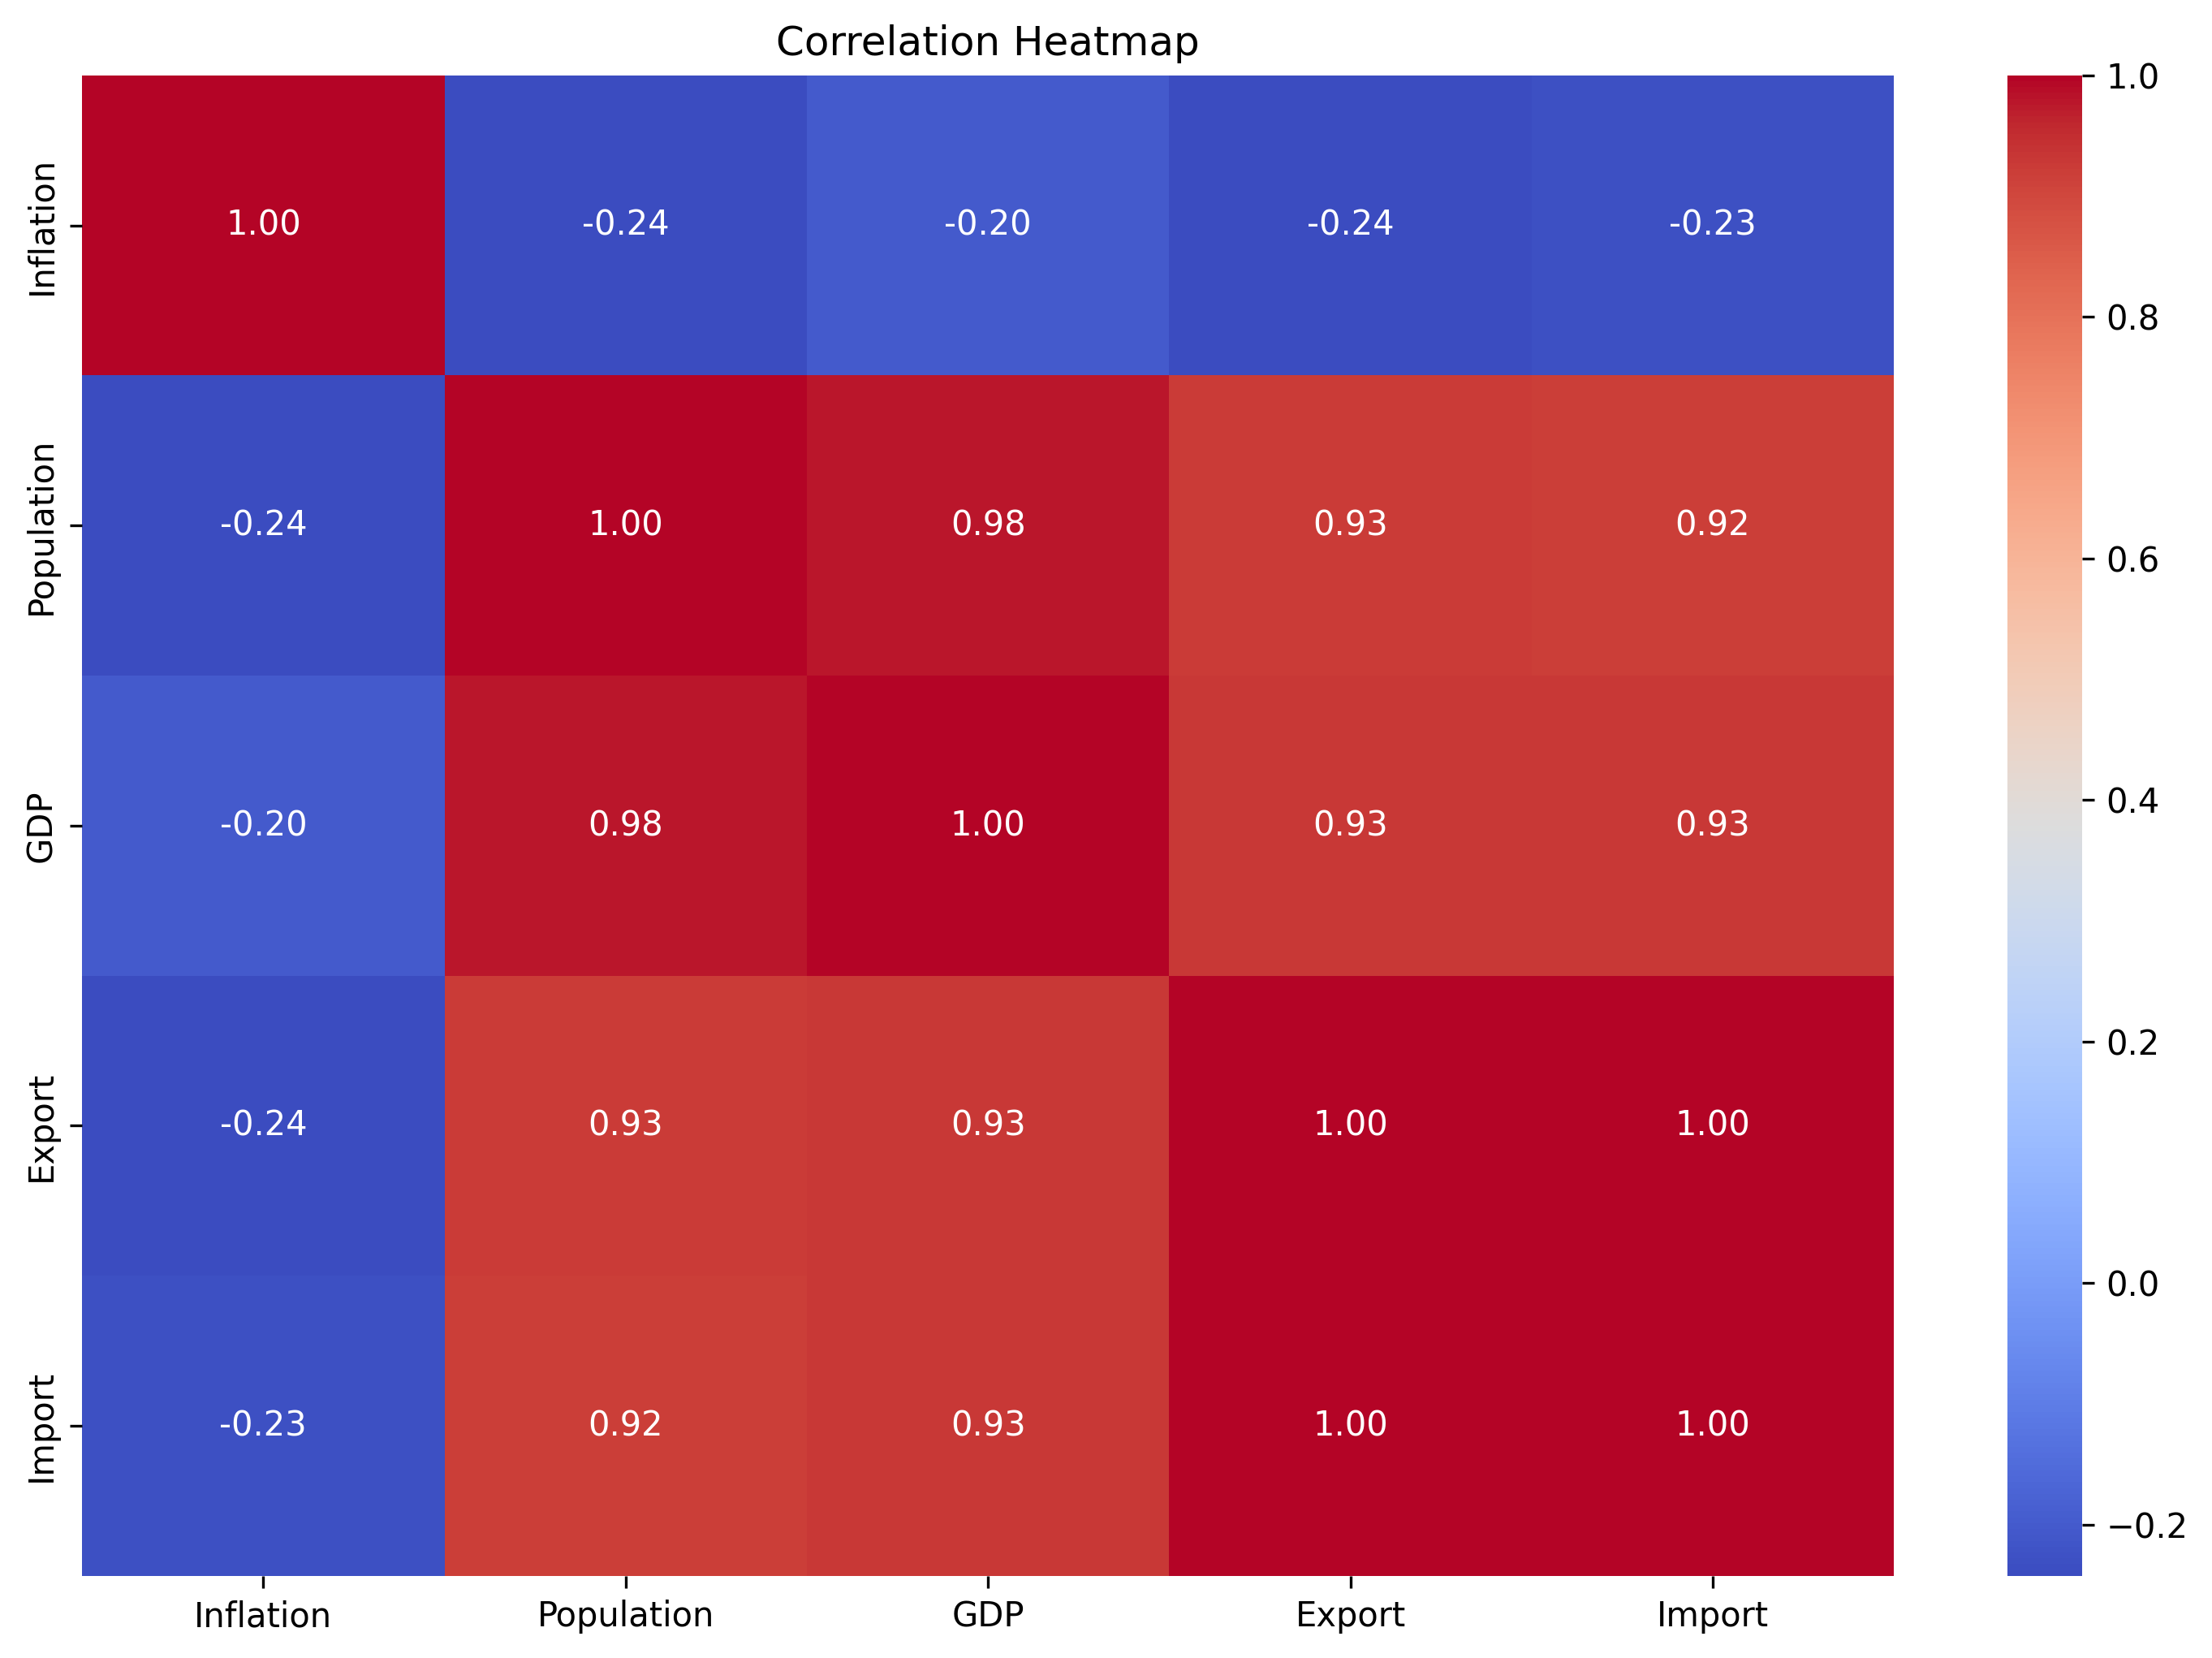 Correlation Heatmap
Inflation
1.00 -0.24 -0.20 -0.24 -0.23
Population
-0.24 1.00 0.98 0.93 0.92
GDP
-0.20 0.98 1.00 0.93 0.93
Export
-0.24 0.93 0.93 1.00 1.00
Import
-0.23 0.92 0.93 1.00 1.00
Inflation Population GDP Export Import
1.0
0.8
0.6
0.4
0.2
0.0
−0.2